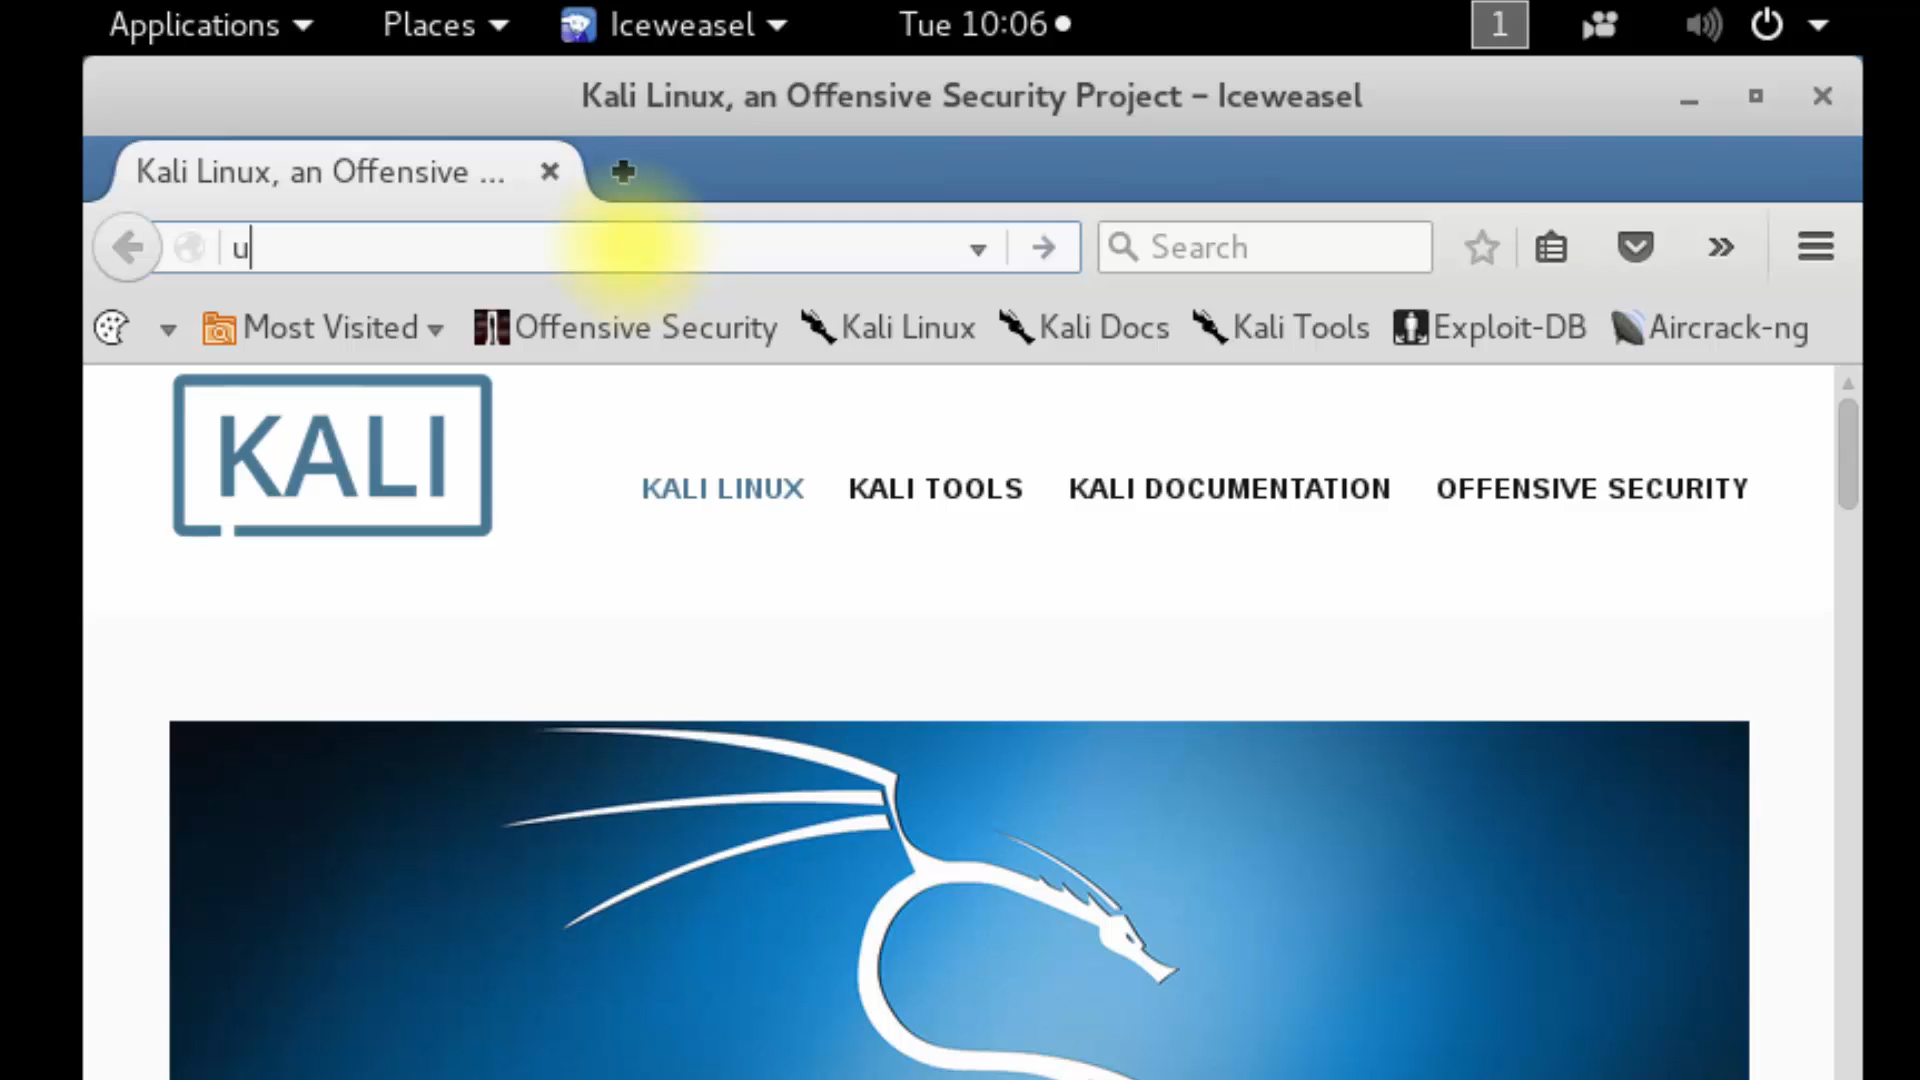 Applications Places Iceweasel Tue 10:06 1
Kali Linux, an Offensive Security Project – Iceweasel
Kali Linux, an Offensive ...
u Search
Most Visited Offensive Security Kali Linux Kali Docs Kali Tools Exploit-DB Aircrack-ng
KALI
KALI LINUX KALI TOOLS KALI DOCUMENTATION OFFENSIVE SECURITY